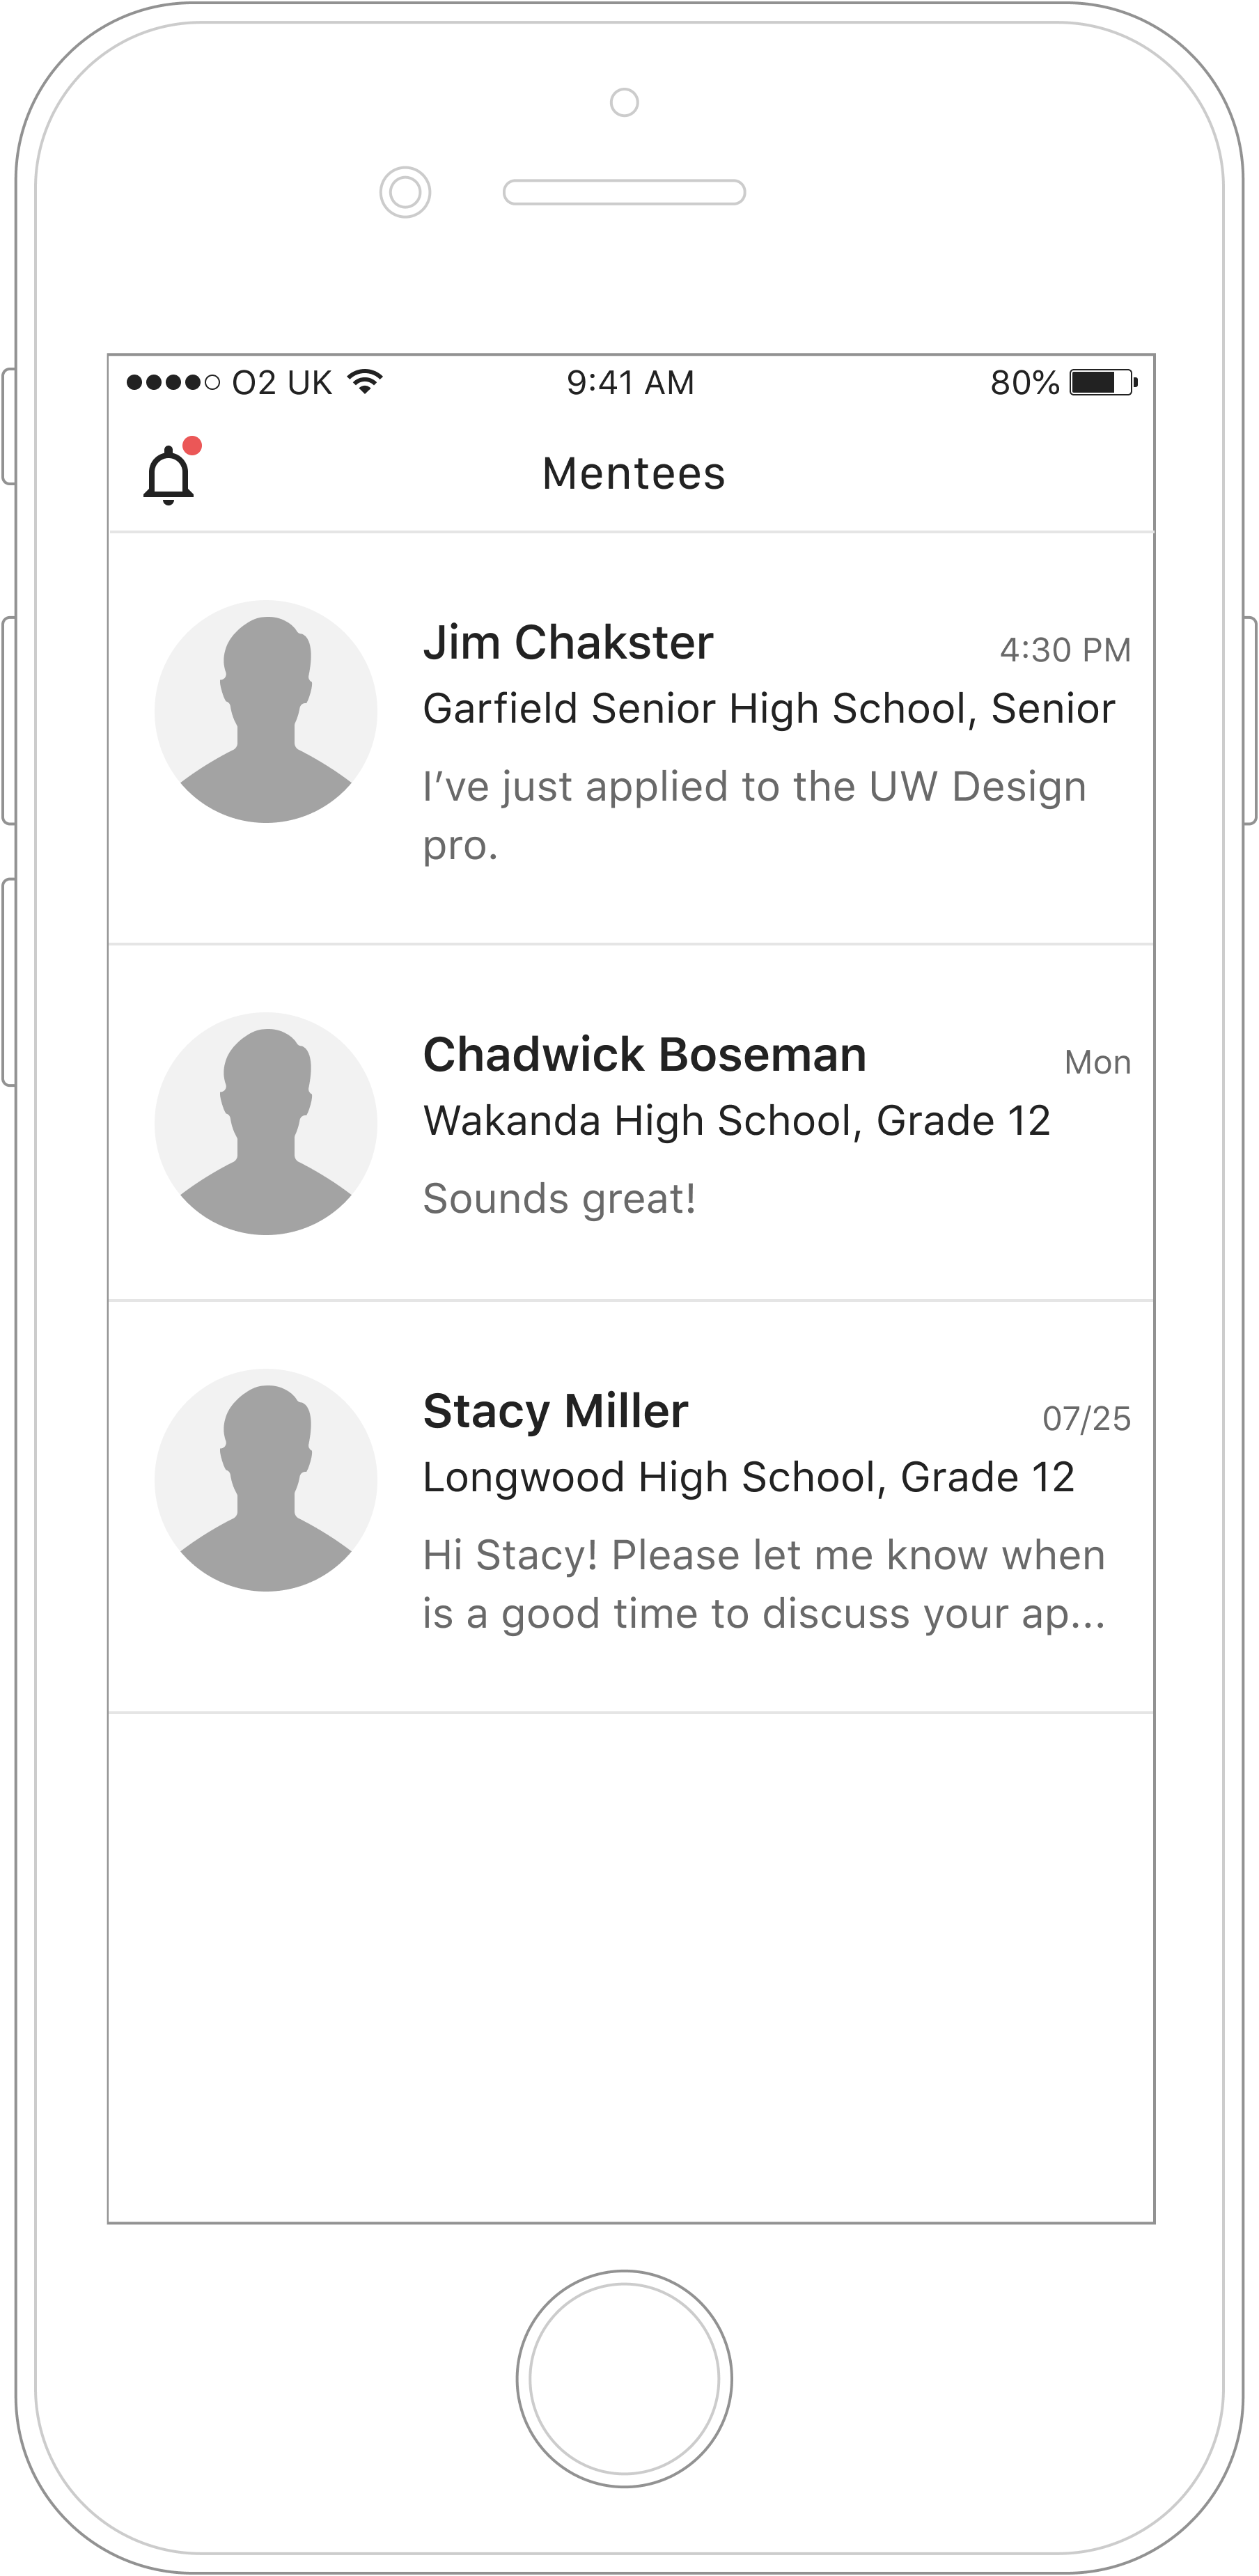 O2 UK 9:41 AM 80%
Mentees
Jim Chakster 4:30 PM
Garfield Senior High School, Senior
I’ve just applied to the UW Design
pro.
Chadwick Boseman Mon
Wakanda High School, Grade 12
Sounds great!
Stacy Miller 07/25
Longwood High School, Grade 12
Hi Stacy! Please let me know when
is a good time to discuss your ap...